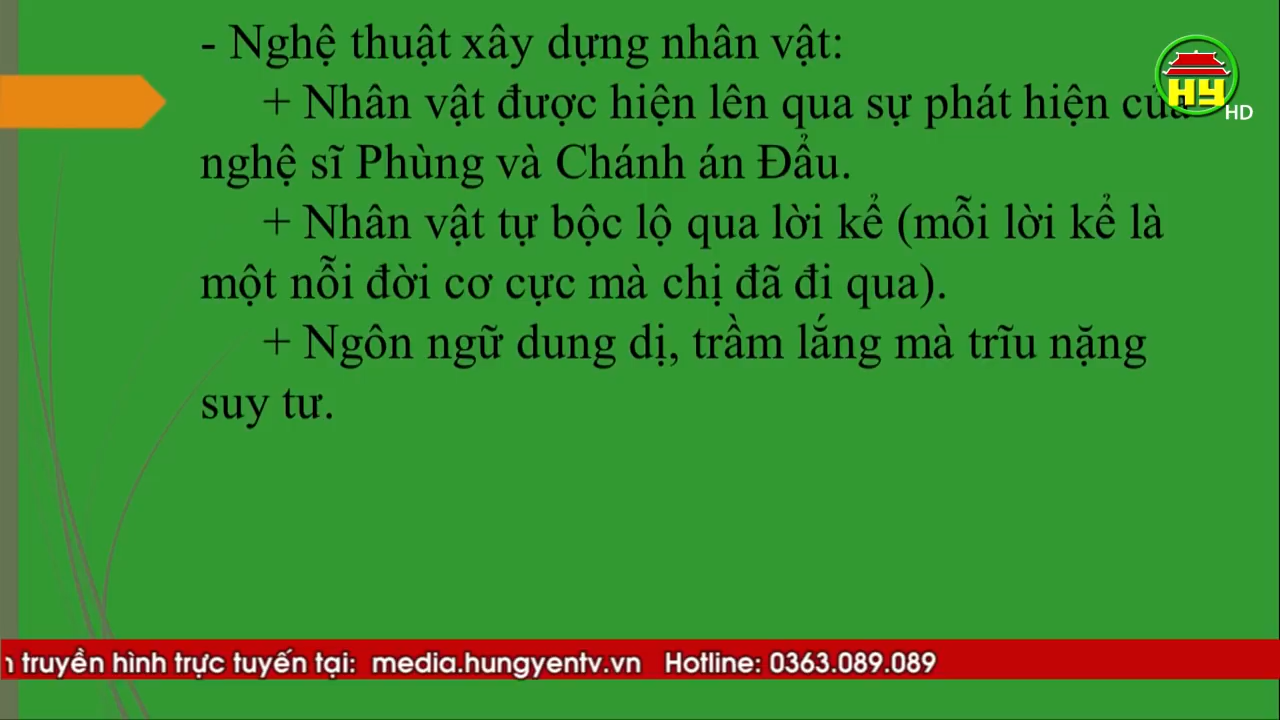 - Nghệ thuật xây dựng nhân vật:
+ Nhân vật được hiện lên qua sự phát hiện của
nghệ sĩ Phùng và Chánh án Đẩu.
+ Nhân vật tự bộc lộ qua lời kể (mỗi lời kể là
một nỗi đời cơ cực mà chị đã đi qua).
+ Ngôn ngữ dung dị, trầm lắng mà trĩu nặng
suy tư.
HY
HD
truyền hình trực tuyến tại: media.hungyentv.vn Hotline: 0363.089.089